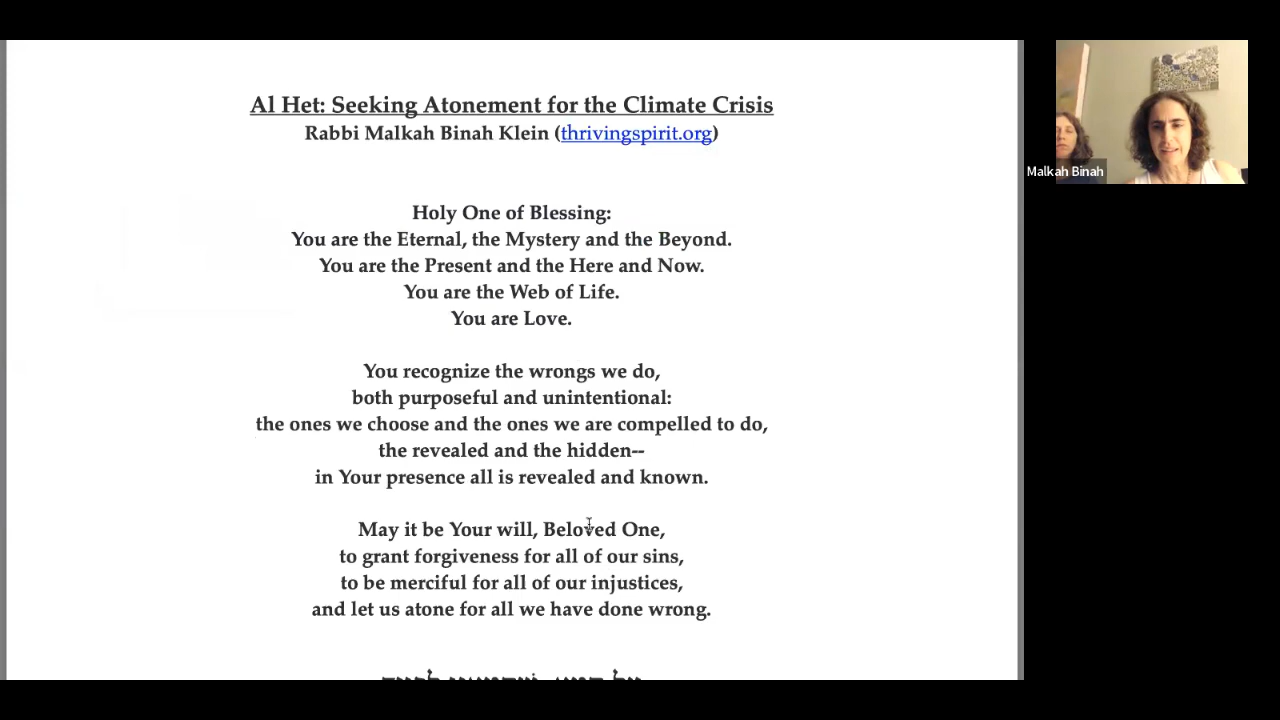 Al Het: Seeking Atonement for the Climate Crisis
Rabbi Malkah Binah Klein (thrivingspirit.org)
Holy One of Blessing:
You are the Eternal, the Mystery and the Beyond.
You are the Present and the Here and Now.
You are the Web of Life.
You are Love.
You recognize the wrongs we do,
both purposeful and unintentional:
the ones we choose and the ones we are compelled to do,
the revealed and the hidden--
in Your presence all is revealed and known.
May it be Your will, Beloved One,
to grant forgiveness for all of our sins,
to be merciful for all of our injustices,
and let us atone for all we have done wrong.
Malkah Binah